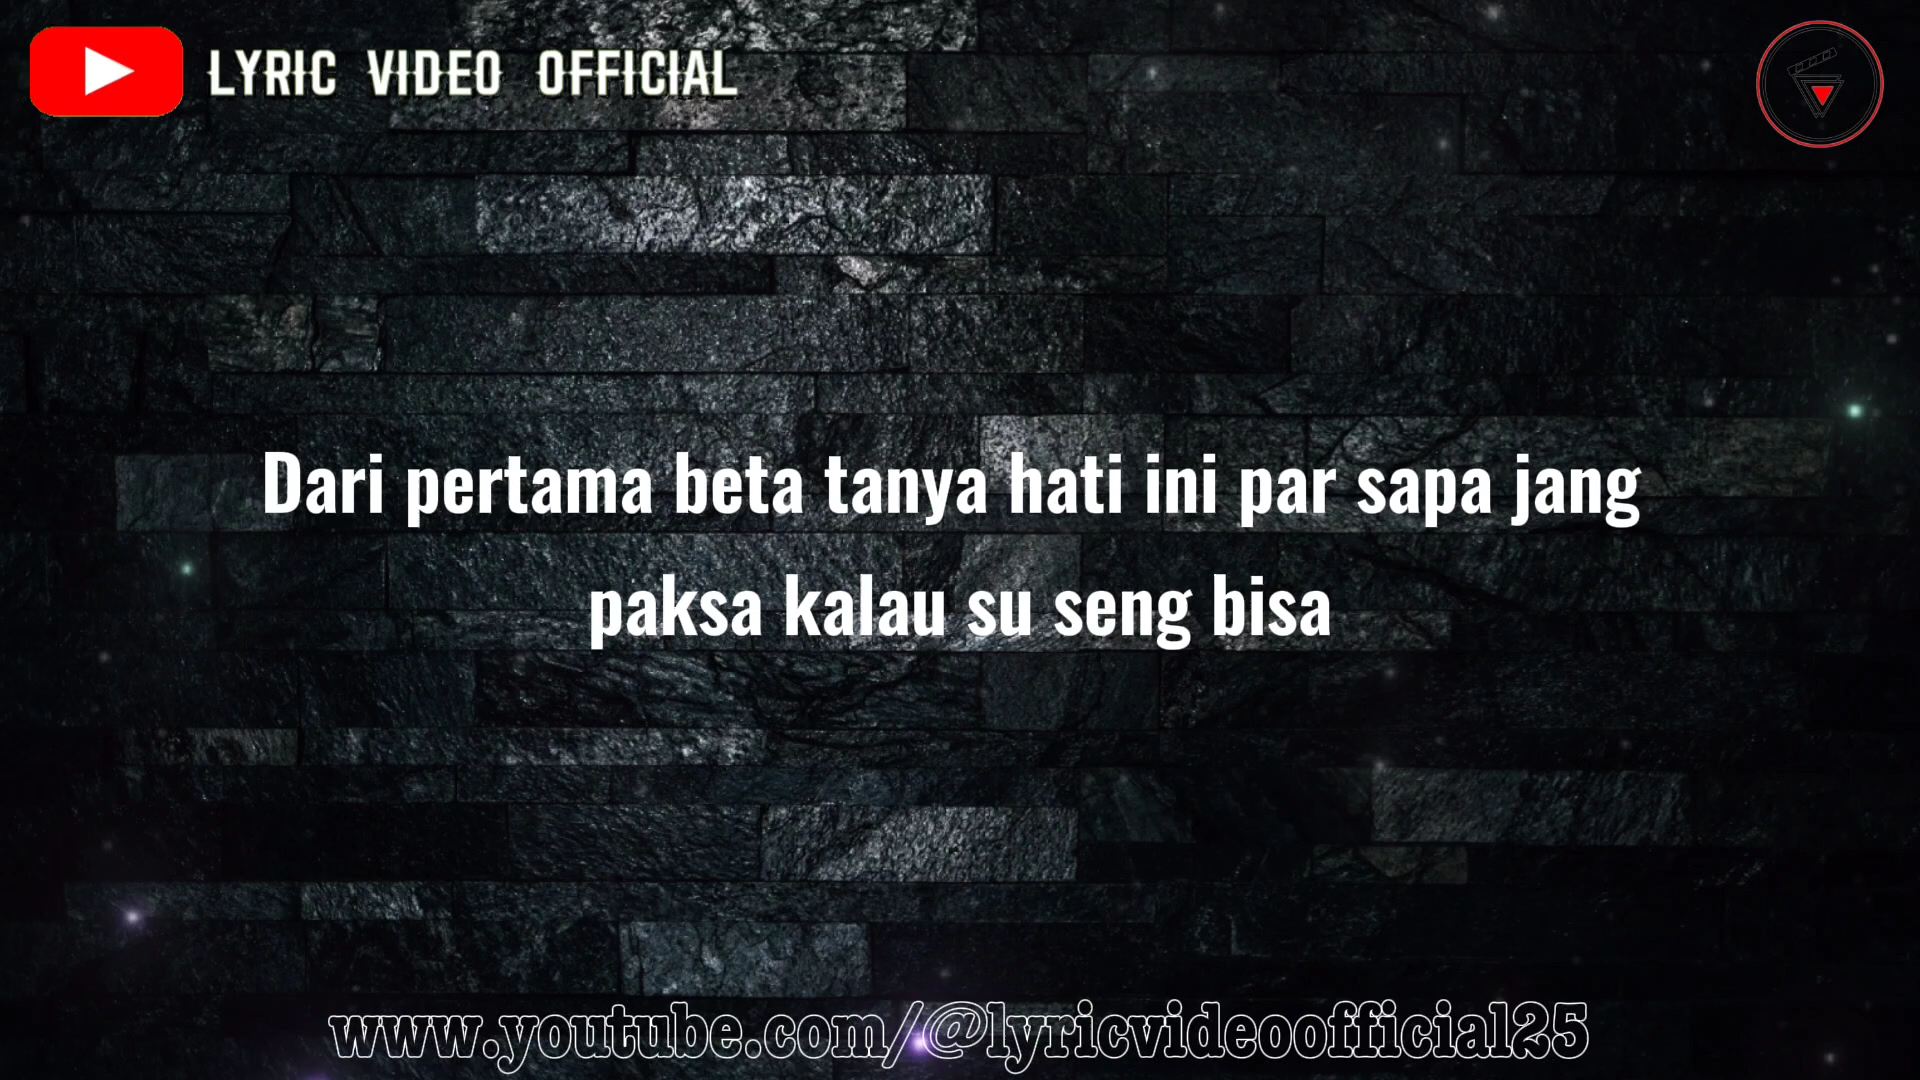 LYRIC VIDEO OFFICIAL
Dari pertama beta tanya hati ini par sapa jang
paksa kalau su seng bisa
www.youtube.com/@lyricvideoofficial25